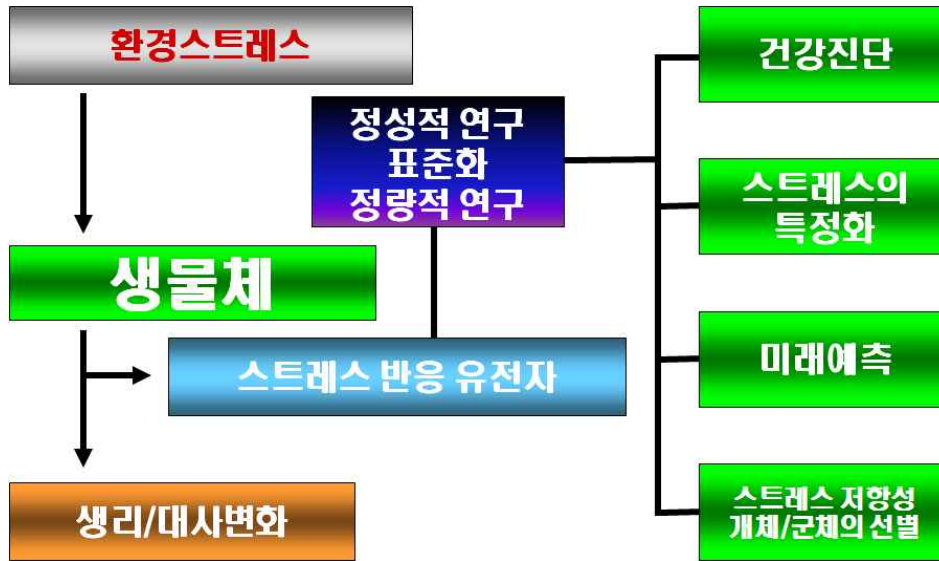 환경스트레스
정성적 연구
표준화
정량적 연구
생물체
스트레스 반응 유전자
생리/대사변화
건강진단
스트레스의
특정화
미래예측
스트레스 저항성
개체/군체의 선별